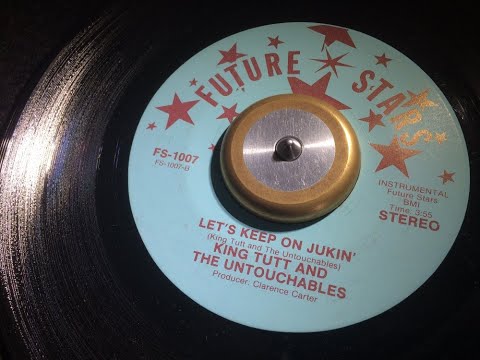 FUTURE STARS
FS-1007
FS-1007-B
INSTRUMENTAL
Future Stars
BMI
Time: 3:55
STEREO
LET'S KEEP ON JUKIN'
(King Tutt and The Untouchables)
KING TUTT AND
THE UNTOUCHABLES
Producer: Clarence Carter